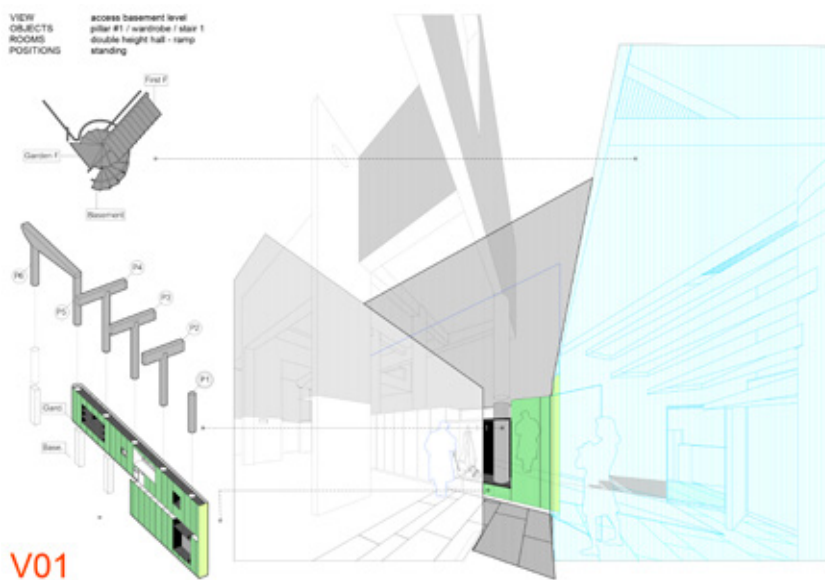 VIEW access basement level
OBJECTS pillar #1 / wardrobe / stair 1
ROOMS double height hall - ramp
POSITIONS standing
First F.
Garden F.
Basement
P6
P4
P5
P3
P2
P1
Gard.
Base.
V01